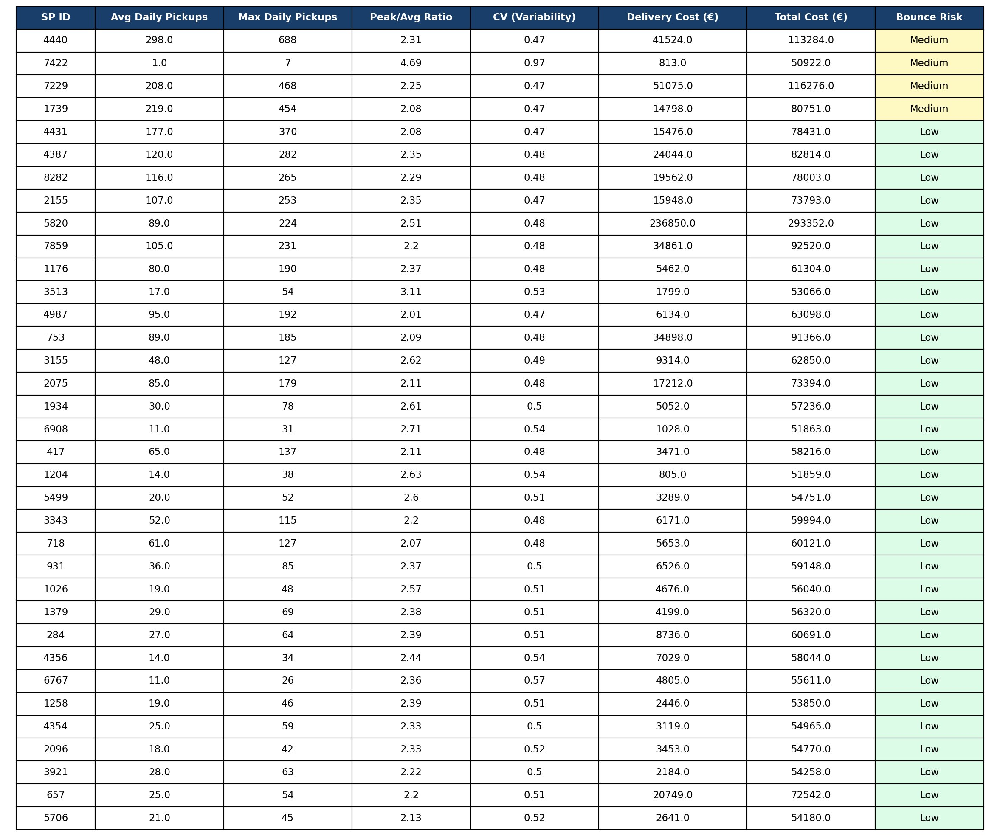 SP ID Avg Daily Pickups Max Daily Pickups Peak/Avg Ratio CV (Variability) Delivery Cost (€) Total Cost (€) Bounce Risk
4440 298.0 688 2.31 0.47 41524.0 113284.0 Medium
7422 1.0 7 4.69 0.97 813.0 50922.0 Medium
7229 208.0 468 2.25 0.47 51075.0 116276.0 Medium
1739 219.0 454 2.08 0.47 14798.0 80751.0 Medium
4431 177.0 370 2.08 0.47 15476.0 78431.0 Low
4387 120.0 282 2.35 0.48 24044.0 82814.0 Low
8282 116.0 265 2.29 0.48 19562.0 78003.0 Low
2155 107.0 253 2.35 0.47 15948.0 73793.0 Low
5820 89.0 224 2.51 0.48 236850.0 293352.0 Low
7859 105.0 231 2.2 0.48 34861.0 92520.0 Low
1176 80.0 190 2.37 0.48 5462.0 61304.0 Low
3513 17.0 54 3.11 0.53 1799.0 53066.0 Low
4987 95.0 192 2.01 0.47 6134.0 63098.0 Low
753 89.0 185 2.09 0.48 34898.0 91366.0 Low
3155 48.0 127 2.62 0.49 9314.0 62850.0 Low
2075 85.0 179 2.11 0.48 17212.0 73394.0 Low
1934 30.0 78 2.61 0.5 5052.0 57236.0 Low
6908 11.0 31 2.71 0.54 1028.0 51863.0 Low
417 65.0 137 2.11 0.48 3471.0 58216.0 Low
1204 14.0 38 2.63 0.54 805.0 51859.0 Low
5499 20.0 52 2.6 0.51 3289.0 54751.0 Low
3343 52.0 115 2.2 0.48 6171.0 59994.0 Low
718 61.0 127 2.07 0.48 5653.0 60121.0 Low
931 36.0 85 2.37 0.5 6526.0 59148.0 Low
1026 19.0 48 2.57 0.51 4676.0 56040.0 Low
1379 29.0 69 2.38 0.51 4199.0 56320.0 Low
284 27.0 64 2.39 0.51 8736.0 60691.0 Low
4356 14.0 34 2.44 0.54 7029.0 58044.0 Low
6767 11.0 26 2.36 0.57 4805.0 55611.0 Low
1258 19.0 46 2.39 0.51 2446.0 53850.0 Low
4354 25.0 59 2.33 0.5 3119.0 54965.0 Low
2096 18.0 42 2.33 0.52 3453.0 54770.0 Low
3921 28.0 63 2.22 0.5 2184.0 54258.0 Low
657 25.0 54 2.2 0.51 20749.0 72542.0 Low
5706 21.0 45 2.13 0.52 2641.0 54180.0 Low